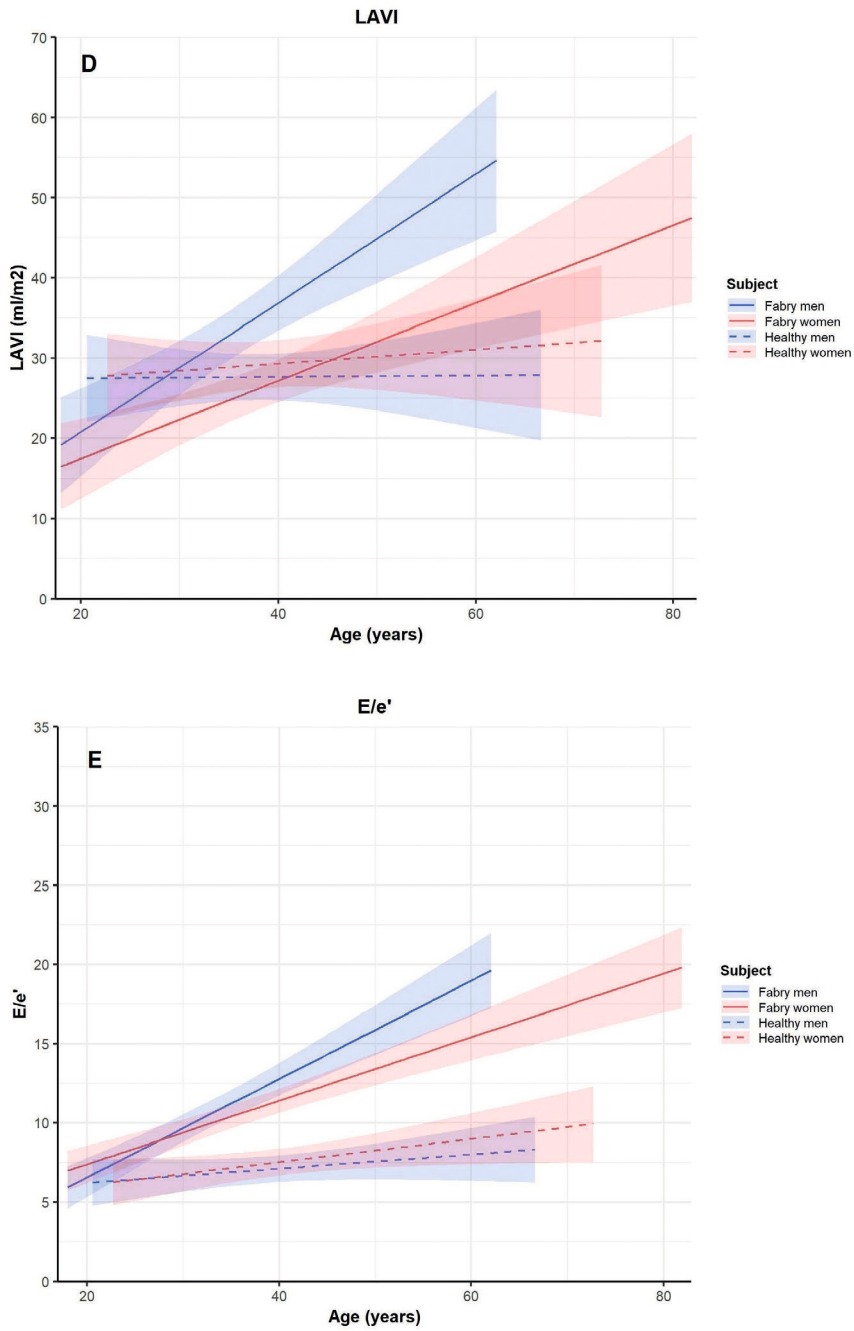 LAVI
D
70
60
50
40
30
20
10
0
LAVI (ml/m2)
20 40 60 80
Age (years)
Subject
Fabry men
Fabry women
Healthy men
Healthy women
E/e'
E
35
30
25
20
15
10
5
0
E/e'
20 40 60 80
Age (years)
Subject
Fabry men
Fabry women
Healthy men
Healthy women